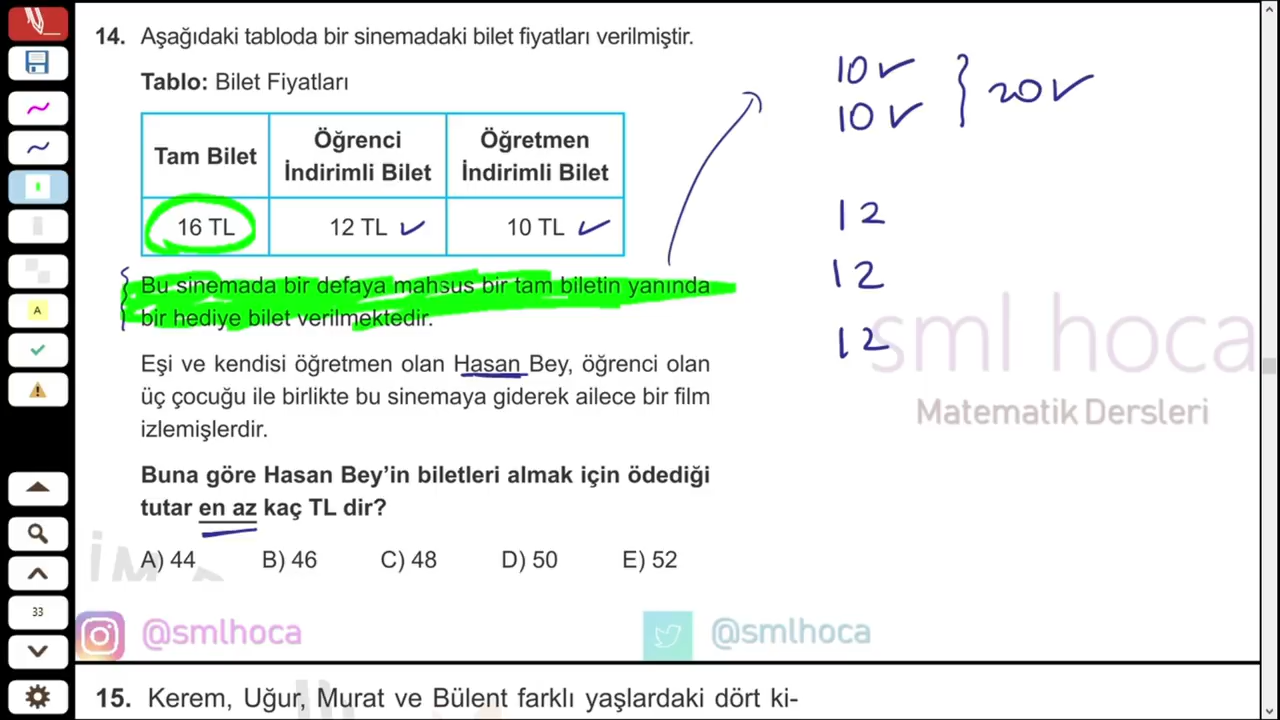 14. Aşağıdaki tabloda bir sinemadaki bilet fiyatları verilmiştir.
Tablo: Bilet Fiyatları
Tam Bilet
Öğrenci
İndirimli Bilet
Öğretmen
İndirimli Bilet
16 TL
12 TL
10 TL
Bu sinemada bir defaya mahsus bir tam biletin yanında
bir hediye bilet verilmektedir.
Eşi ve kendisi öğretmen olan Hasan Bey, öğrenci olan
üç çocuğu ile birlikte bu sinemaya giderek ailece bir film
izlemişlerdir.
Buna göre Hasan Bey'in biletleri almak için ödediği
tutar en az kaç TL dir?
A) 44 B) 46 C) 48 D) 50 E) 52
10 ✓
10 ✓
20 ✓
12
12
12
sml hoca
Matematik Dersleri
@smlhoca
@smlhoca
15. Kerem, Uğur, Murat ve Bülent farklı yaşlardaki dört ki-
A
33